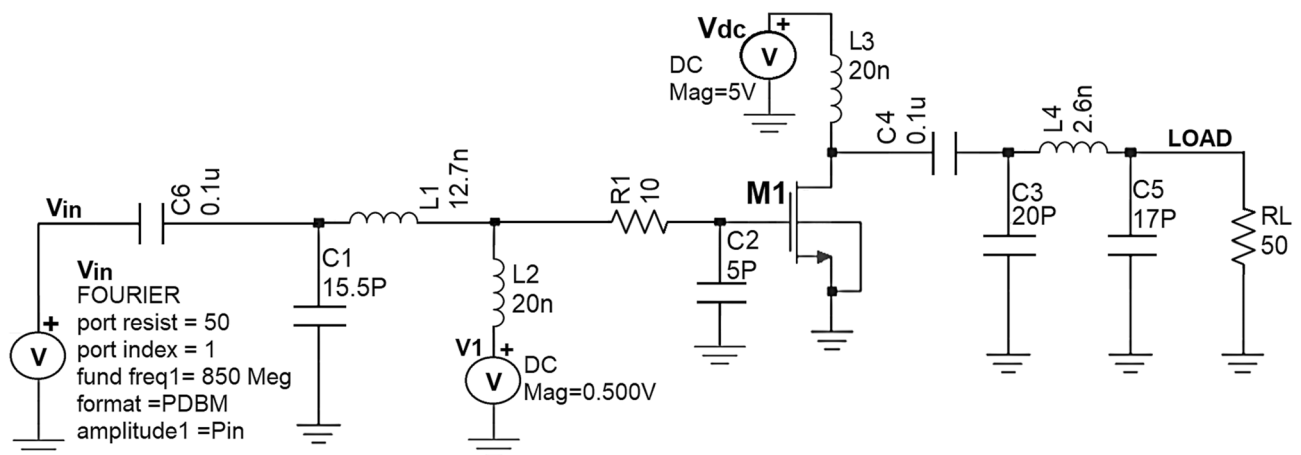 Vdc
+
V
DC
Mag=5V
L3
20n
C4
0.1u
L4
2.6n
LOAD
M1
C3
20P
C5
17P
RL
50
Vin
C6
0.1u
L1
12.7n
R1
10
C1
15.5P
L2
20n
C2
5P
Vin
FOURIER
port resist = 50
port index = 1
fund freq1= 850 Meg
format =PDBM
amplitude1 =Pin
+
V
V1
+
V
DC
Mag=0.500V